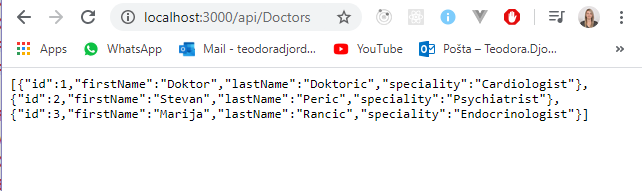 localhost:3000/api/Doctors
Apps WhatsApp Mail - teodoradjord... YouTube Pošta – Teodora.Djo...
[{"id":1,"firstName":"Doktor","lastName":"Doktoric","speciality":"Cardiologist"},
{"id":2,"firstName":"Stevan","lastName":"Peric","speciality":"Psychiatrist"},
{"id":3,"firstName":"Marija","lastName":"Rancic","speciality":"Endocrinologist"}]